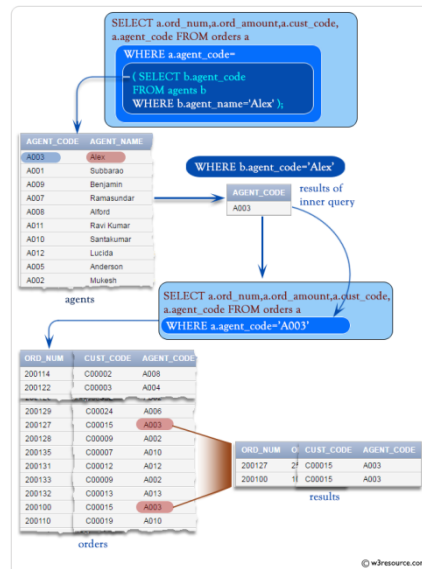 SELECT a.ord_num,a.ord_amount,a.cust_code,
a.agent_code FROM orders a
WHERE a.agent_code=
( SELECT b.agent_code
FROM agents b
WHERE b.agent_name='Alex' );
AGENT_CODE AGENT_NAME
A003 Alex
A001 Subbarao
A009 Benjamin
A007 Ramasundar
A008 Alford
A011 Ravi Kumar
A010 Santakumar
A012 Lucida
A005 Anderson
A002 Mukesh
agents
WHERE b.agent_code='Alex'
AGENT_CODE
A003
results of
inner query
SELECT a.ord_num,a.ord_amount,a.cust_code,
a.agent_code FROM orders a
WHERE a.agent_code='A003'
ORD_NUM CUST_CODE AGENT_CODE
200114 C00002 A008
200122 C00003 A004
200129 C00024 A006
200127 C00015 A003
200128 C00009 A002
200135 C00007 A010
200131 C00012 A012
200133 C00009 A002
200132 C00013 A013
200100 C00015 A003
200110 C00019 A010
orders
ORD_NUM O CUST_CODE AGENT_CODE
200127 2 C00015 A003
200100 1 C00015 A003
results
© w3resource.com